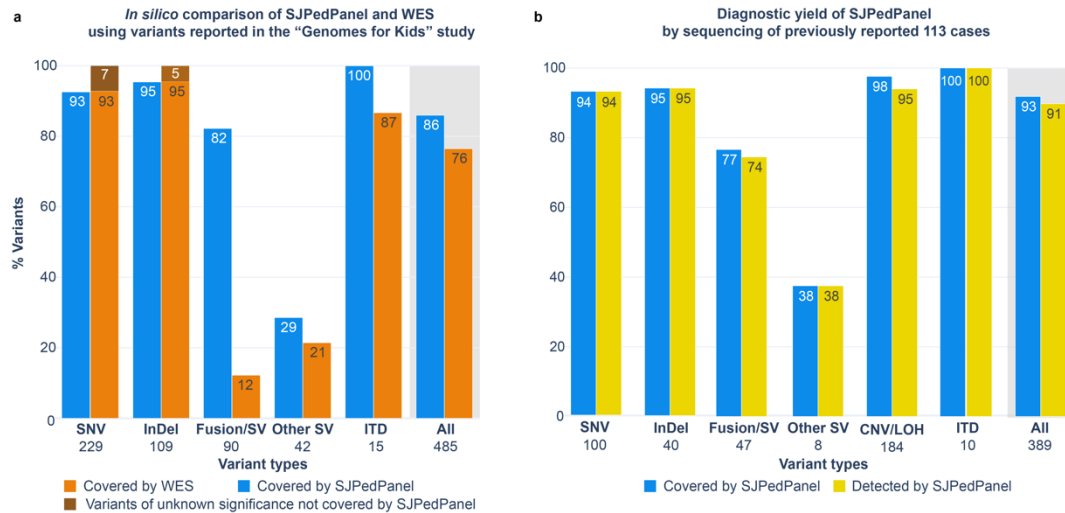 a
In silico comparison of SJPedPanel and WES
using variants reported in the “Genomes for Kids” study
% Variants
100
80
60
40
20
0
93
7
93
95
5
95
82
12
29
21
100
87
86
76
SNV InDel Fusion/SV Other SV ITD All
229 109 90 42 15 485
Variant types
Covered by WES Covered by SJPedPanel
Variants of unknown significance not covered by SJPedPanel
b
Diagnostic yield of SJPedPanel
by sequencing of previously reported 113 cases
100
80
60
40
20
0
94
94
95
95
77
74
38
38
98
95
100
100
93
91
SNV InDel Fusion/SV Other SV CNV/LOH ITD All
100 40 47 8 184 10 389
Variant types
Covered by SJPedPanel Detected by SJPedPanel